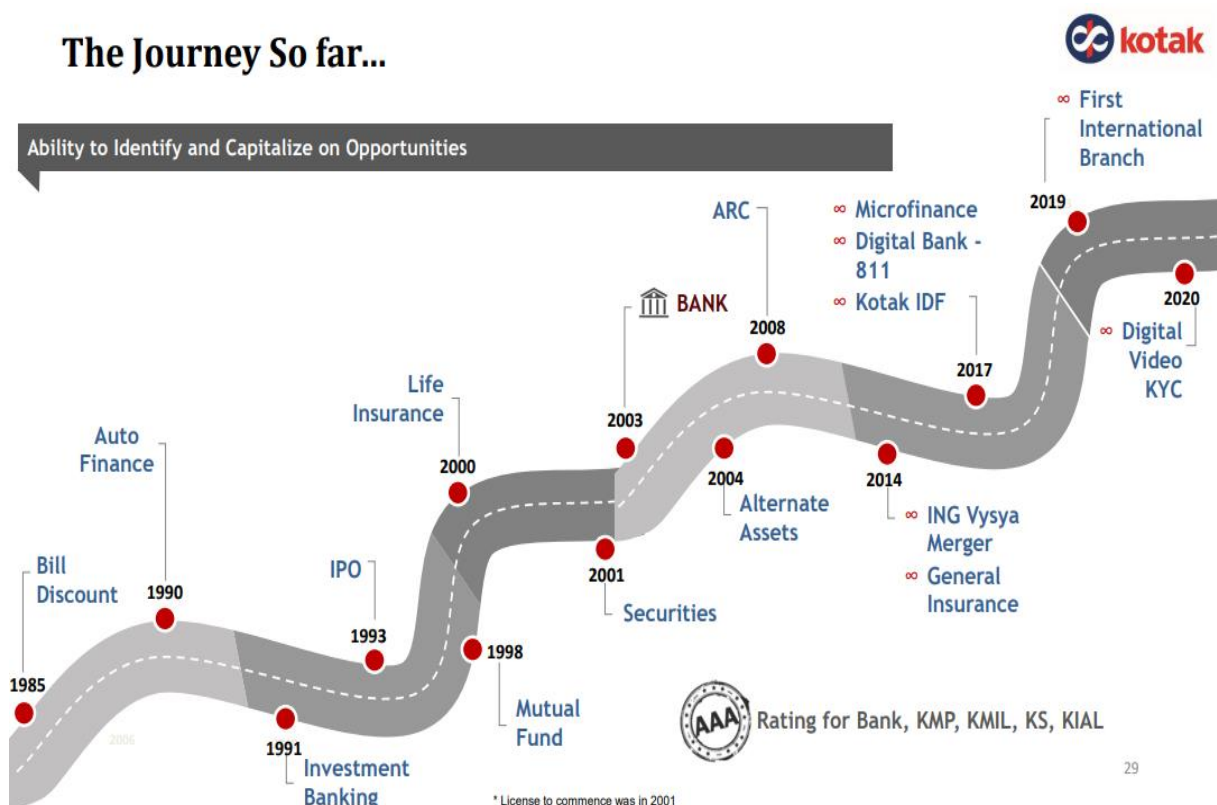 The Journey So far...
kotak
Ability to Identify and Capitalize on Opportunities
∞ First
International
Branch
2019
ARC
2008
∞ Microfinance
∞ Digital Bank -
811
∞ Kotak IDF
2017
2020
∞ Digital
Video
KYC
BANK
2003
Life
Insurance
2000
Auto
Finance
1990
2004
Alternate
Assets
2014
∞ ING Vysya
Merger
∞ General
Insurance
Bill
Discount
1985
IPO
1993
2001
Securities
1998
Mutual
Fund
2006
1991
Investment
Banking
AAA
Rating for Bank, KMP, KMIL, KS, KIAL
29
* License to commence was in 2001